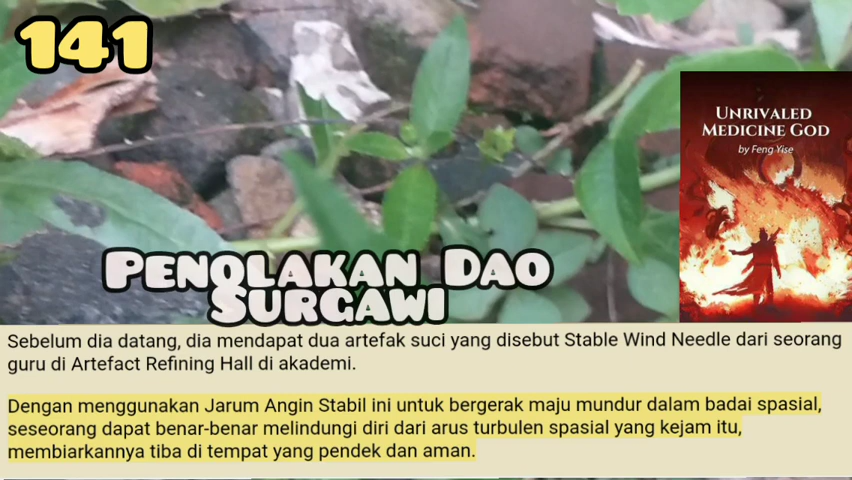 141
UNRIVALED
MEDICINE GOD
by Feng Yise
PENOLAKAN DAO
SURGAWI
Sebelum dia datang, dia mendapat dua artefak suci yang disebut Stable Wind Needle dari seorang
guru di Artefact Refining Hall di akademi.
Dengan menggunakan Jarum Angin Stabil ini untuk bergerak maju mundur dalam badai spasial,
seseorang dapat benar-benar melindungi diri dari arus turbulen spasial yang kejam itu,
membiarkannya tiba di tempat yang pendek dan aman.